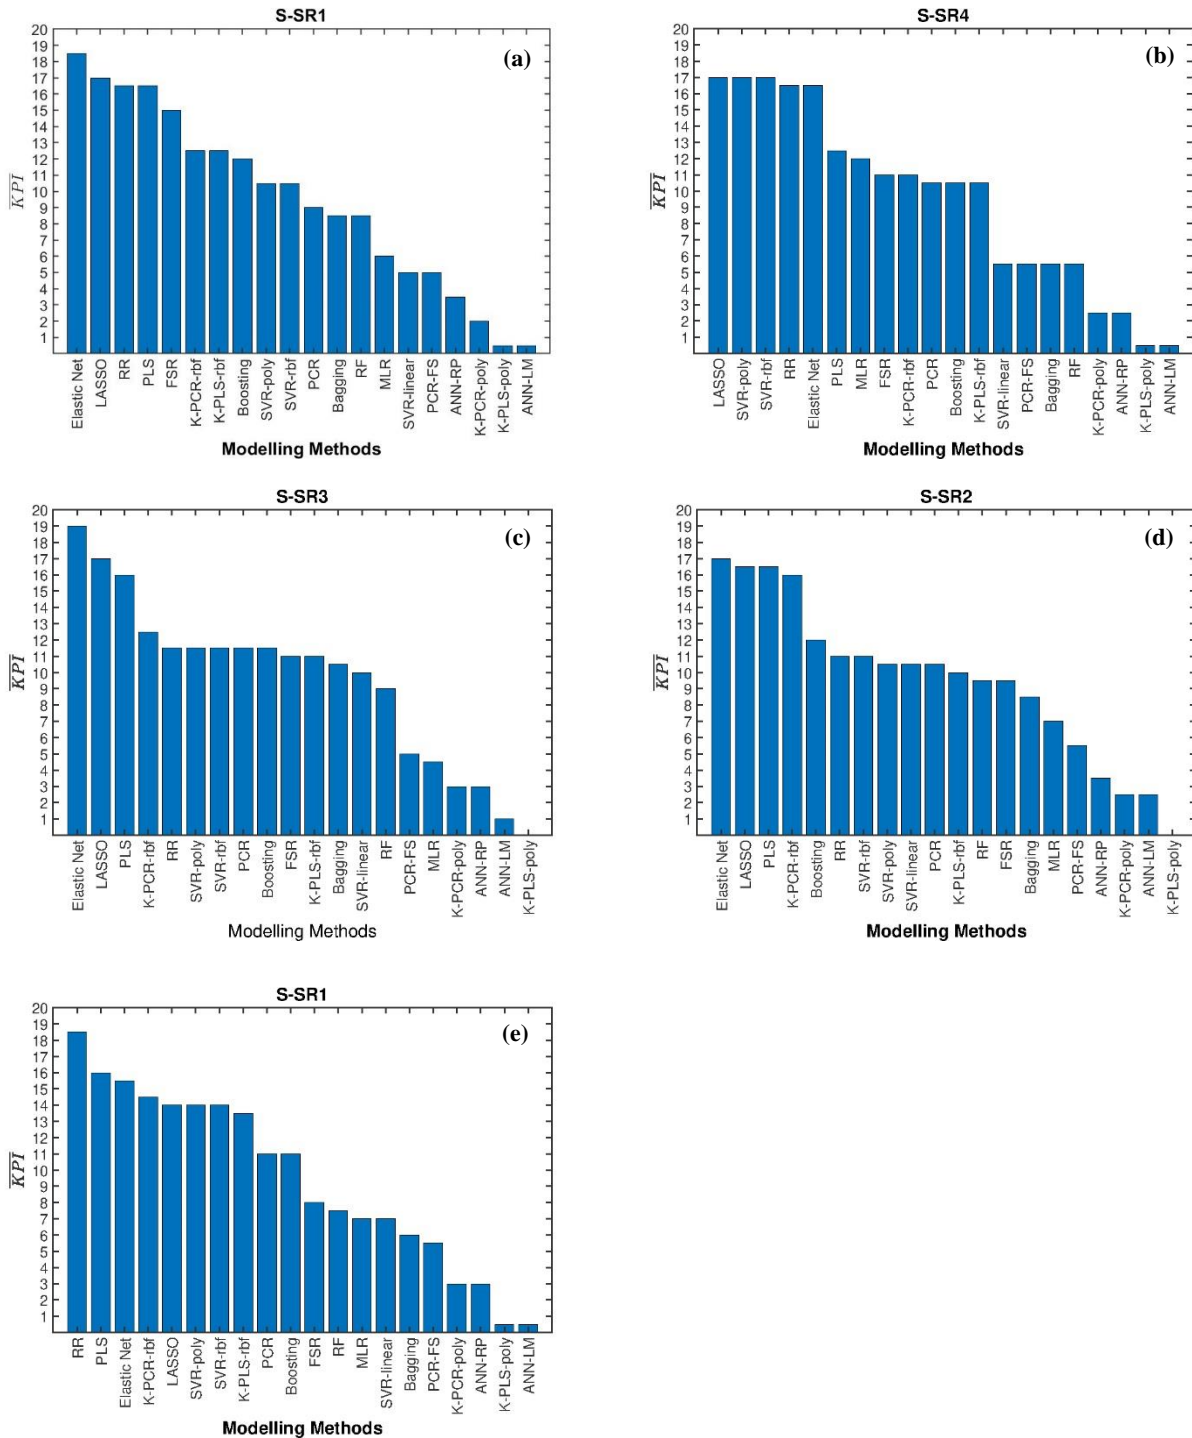 S-SR1
(a)
20
19
18
17
16
15
14
13
12
11
10
9
8
7
6
5
4
3
2
1
KPI
Elastic Net
LASSO
RR
PLS
FSR
K-PCR-rbf
K-PLS-rbf
Boosting
SVR-poly
SVR-rbf
PCR
Bagging
RF
MLR
SVR-linear
PCR-FS
ANN-RP
K-PCR-poly
K-PLS-poly
ANN-LM
Modelling Methods
S-SR4
(b)
20
19
18
17
16
15
14
13
12
11
10
9
8
7
6
5
4
3
2
1
KPI
LASSO
SVR-poly
SVR-rbf
RR
Elastic Net
PLS
MLR
FSR
K-PCR-rbf
PCR
Boosting
K-PLS-rbf
SVR-linear
PCR-FS
Bagging
RF
K-PCR-poly
ANN-RP
K-PLS-poly
ANN-LM
Modelling Methods
S-SR3
(c)
20
19
18
17
16
15
14
13
12
11
10
9
8
7
6
5
4
3
2
1
KPI
Elastic Net
LASSO
PLS
K-PCR-rbf
RR
SVR-poly
SVR-rbf
PCR
Boosting
FSR
K-PLS-rbf
Bagging
SVR-linear
RF
PCR-FS
MLR
K-PCR-poly
ANN-RP
ANN-LM
K-PLS-poly
Modelling Methods
S-SR2
(d)
20
19
18
17
16
15
14
13
12
11
10
9
8
7
6
5
4
3
2
1
KPI
Elastic Net
LASSO
PLS
K-PCR-rbf
Boosting
RR
SVR-rbf
SVR-poly
SVR-linear
PCR
K-PLS-rbf
RF
FSR
Bagging
MLR
PCR-FS
ANN-RP
K-PCR-poly
ANN-LM
K-PLS-poly
Modelling Methods
S-SR1
(e)
20
19
18
17
16
15
14
13
12
11
10
9
8
7
6
5
4
3
2
1
KPI
RR
PLS
Elastic Net
K-PCR-rbf
LASSO
SVR-poly
SVR-rbf
K-PLS-rbf
PCR
Boosting
FSR
RF
MLR
SVR-linear
Bagging
PCR-FS
K-PCR-poly
ANN-RP
K-PLS-poly
ANN-LM
Modelling Methods